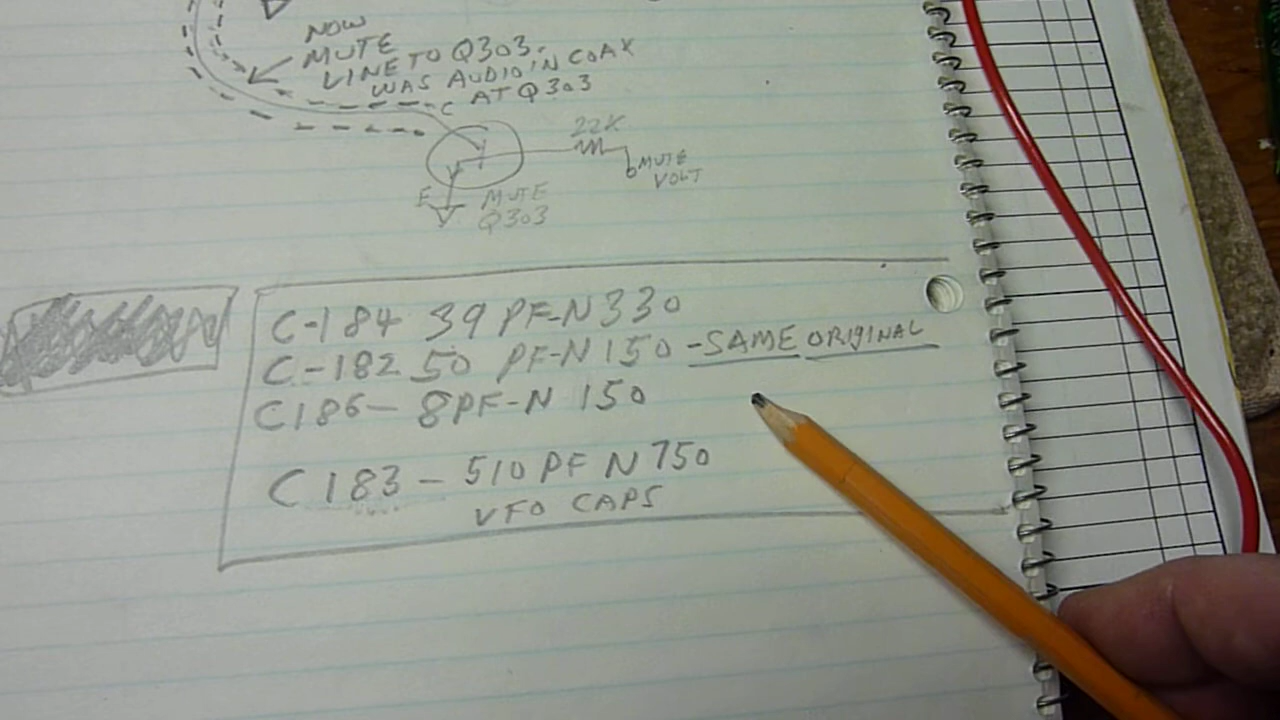 NOW
MUTE
LINE TO Q303.
WAS AUDIO IN COAX
AT Q303
C
22K
MUTE
VOLT
E
MUTE
Q303
C-184 39 PF-N330
C-182 50 PF-N150 -SAME ORIGINAL
C186- 8PF-N 150
C183 - 510 PF N750
VFO CAPS